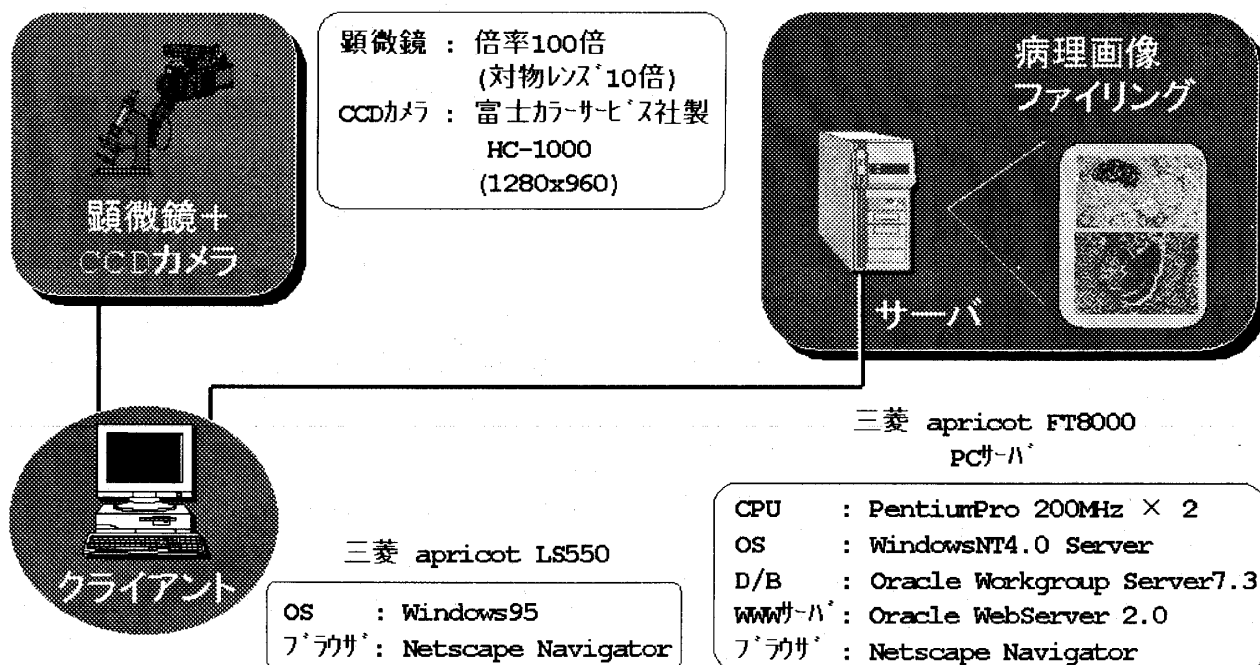 顕微鏡 : 倍率100倍
(対物ﾚﾝｽﾞ10倍)
CCDｶﾒﾗ : 富士ｶﾗｰｻｰﾋﾞｽ社製
HC-1000
(1280x960)
顕微鏡+
CCDカメラ
病理画像
ファイリング
サーバ
クライアント
三菱 apricot LS550
OS : Windows95
ﾌﾞﾗｳｻﾞ : Netscape Navigator
三菱 apricot FT8000
PCｻｰﾊﾞ
CPU : PentiumPro 200MHz × 2
OS : WindowsNT4.0 Server
D/B : Oracle Workgroup Server7.3
WWWｻｰﾊﾞ : Oracle WebServer 2.0
ﾌﾞﾗｳｻﾞ : Netscape Navigator